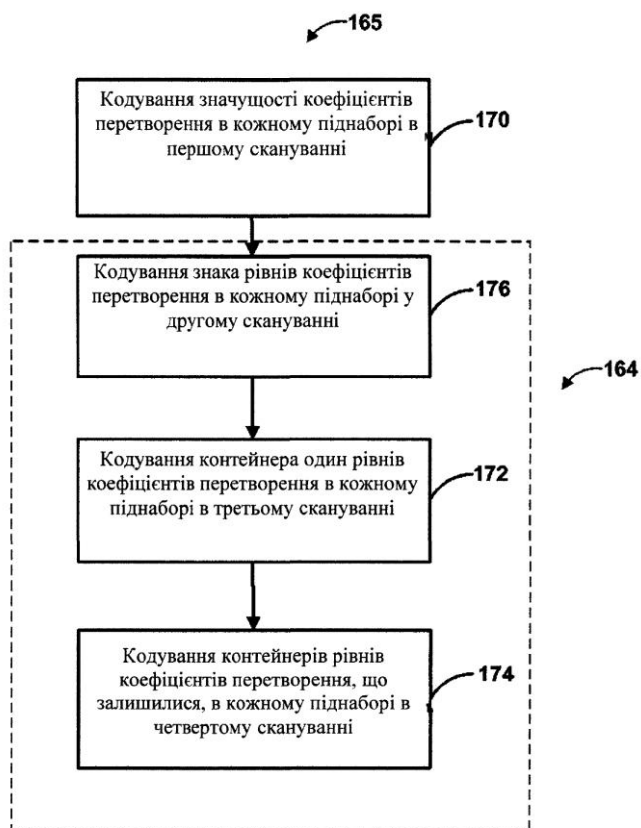 165
Кодування значущості коефіцієнтів
перетворення в кожному піднаборі в
першому скануванні
170
Кодування знака рівнів коефіцієнтів
перетворення в кожному піднаборі у
другому скануванні
176
164
Кодування контейнера один рівнів
коефіцієнтів перетворення в кожному
піднаборі в третьому скануванні
172
Кодування контейнерів рівнів
коефіцієнтів перетворення, що
залишилися, в кожному піднаборі в
четвертому скануванні
174